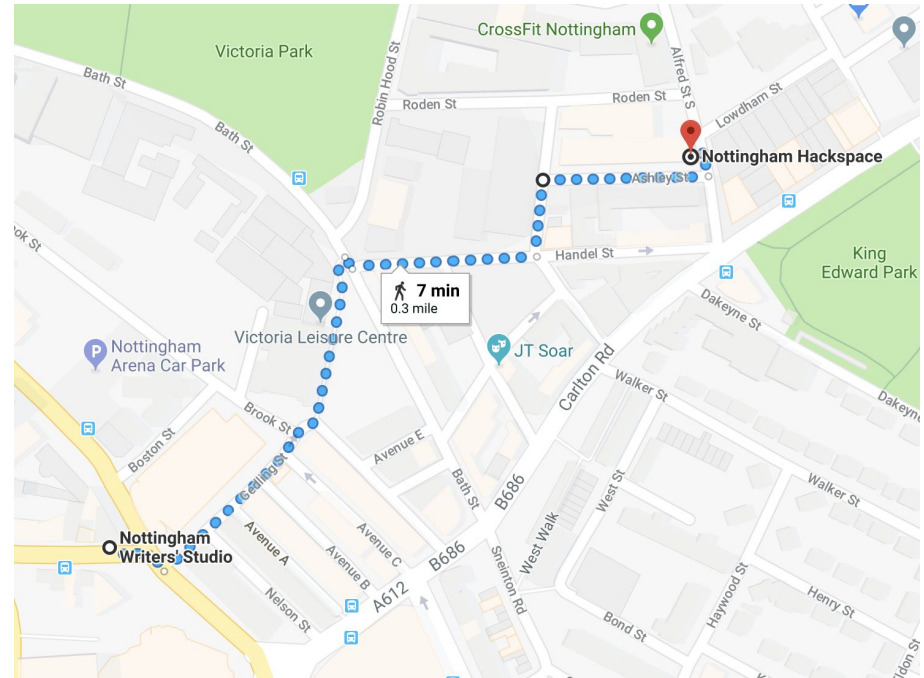 CrossFit Nottingham
Victoria Park
Robin Hood St
Alfred St S
Bath St
Roden St
Roden St
Lowdham St
Bath St
Nottingham Hackspace
Ashley St
Handel St
King
Edward Park
7 min
0.3 mile
Dakeyne St
Victoria Leisure Centre
ok St
P
Nottingham
Arena Car Park
JT Soar
Carlton Rd
Walker St
Dakeyne
Brook St
Boston St
Avenue E
Gedling St
Bath St
B686
West St
Walker St
Nottingham
Writers' Studio
Avenue A
Avenue B
Avenue C
B686
West Walk
Sneinton Rd
Haywood St
Henry St
Nelson St
A612
Bond St
ldon St